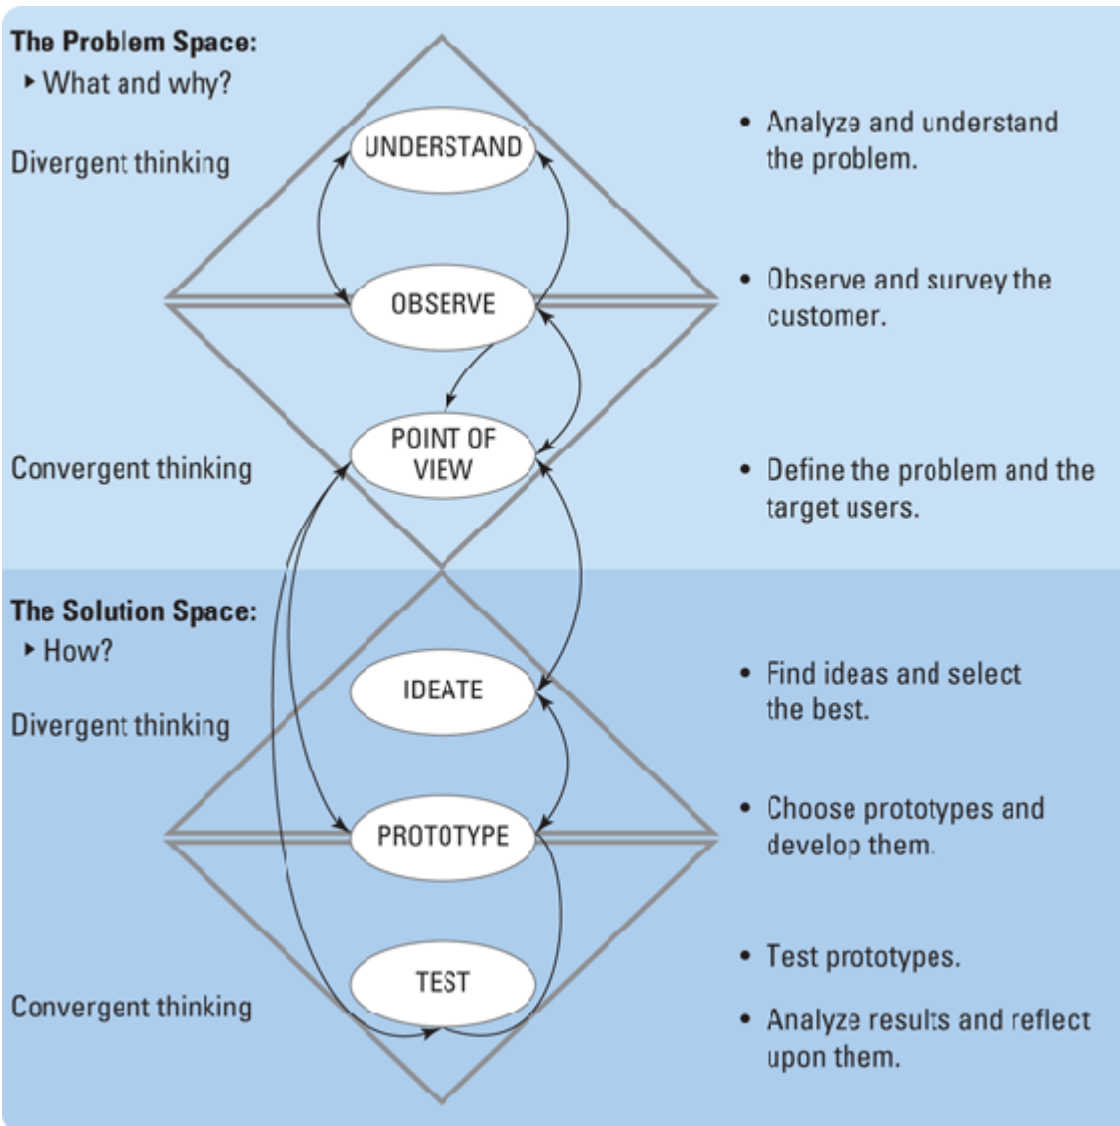 The Problem Space:
‣ What and why?
Divergent thinking
UNDERSTAND
• Analyze and understand
the problem.
OBSERVE
• Observe and survey the
customer.
Convergent thinking
POINT OF
VIEW
• Define the problem and the
target users.
The Solution Space:
‣ How?
Divergent thinking
IDEATE
• Find ideas and select
the best.
PROTOTYPE
• Choose prototypes and
develop them.
Convergent thinking
TEST
• Test prototypes.
• Analyze results and reflect
upon them.